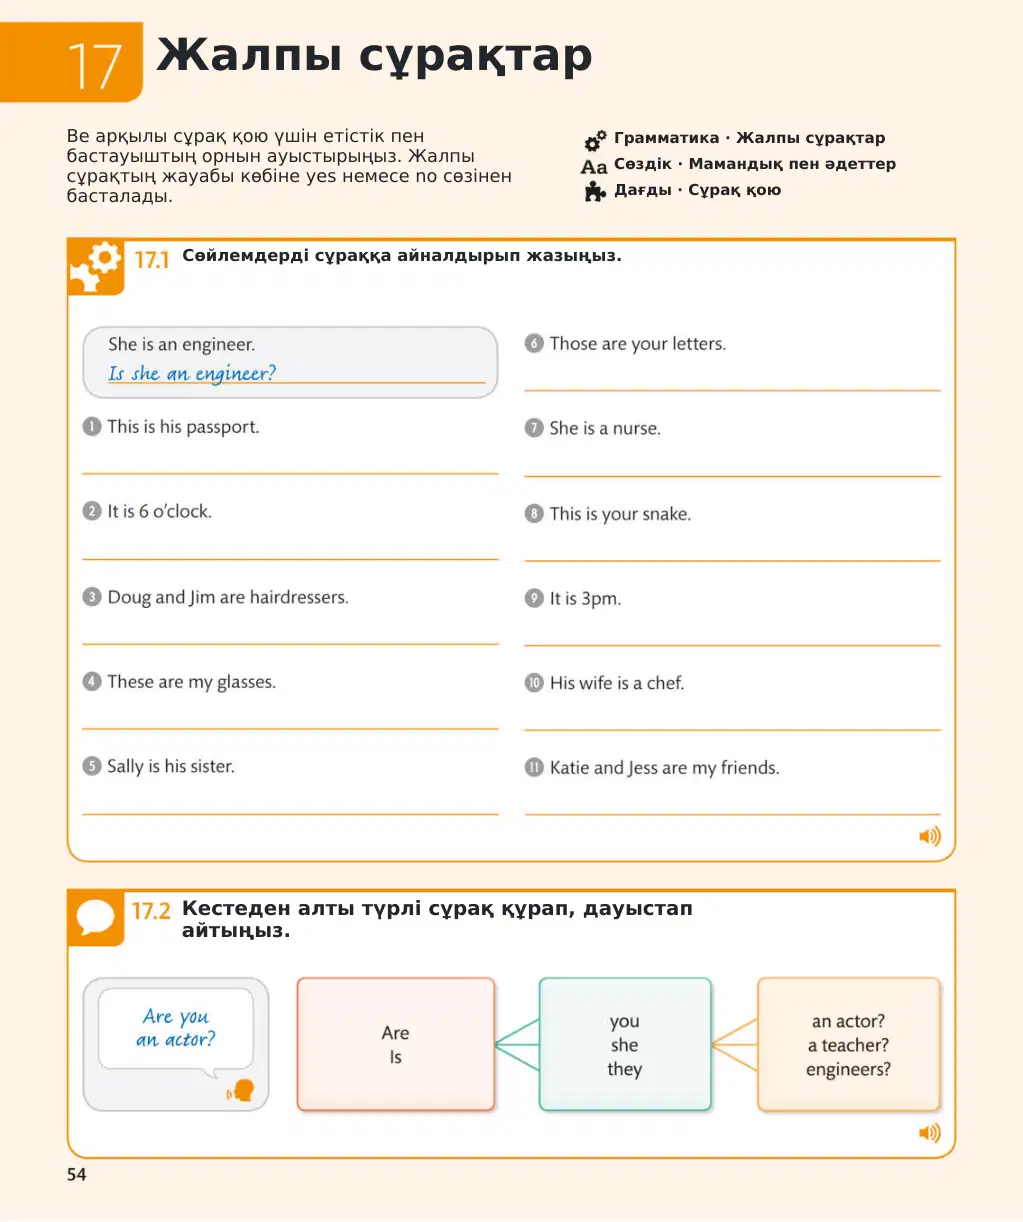 17
Жалпы сұрақтар
Be арқылы сұрақ қою үшін етістік пен
бастауыштың орнын ауыстырыңыз. Жалпы
сұрақтың жауабы көбіне yes немесе no сөзінен
басталады.
Грамматика · Жалпы сұрақтар
Aa Сөздік · Мамандық пен әдеттер
Дағды · Сұрақ қою
17.1 Сөйлемдерді сұраққа айналдырып жазыңыз.
She is an engineer.
Is she an engineer?
1 This is his passport.
2 It is 6 o’clock.
3 Doug and Jim are hairdressers.
4 These are my glasses.
5 Sally is his sister.
6 Those are your letters.
7 She is a nurse.
8 This is your snake.
9 It is 3pm.
10 His wife is a chef.
11 Katie and Jess are my friends.
17.2 Кестеден алты түрлі сұрақ құрап, дауыстап
айтыңыз.
Are you
an actor?
Are
Is
you
she
they
an actor?
a teacher?
engineers?
54